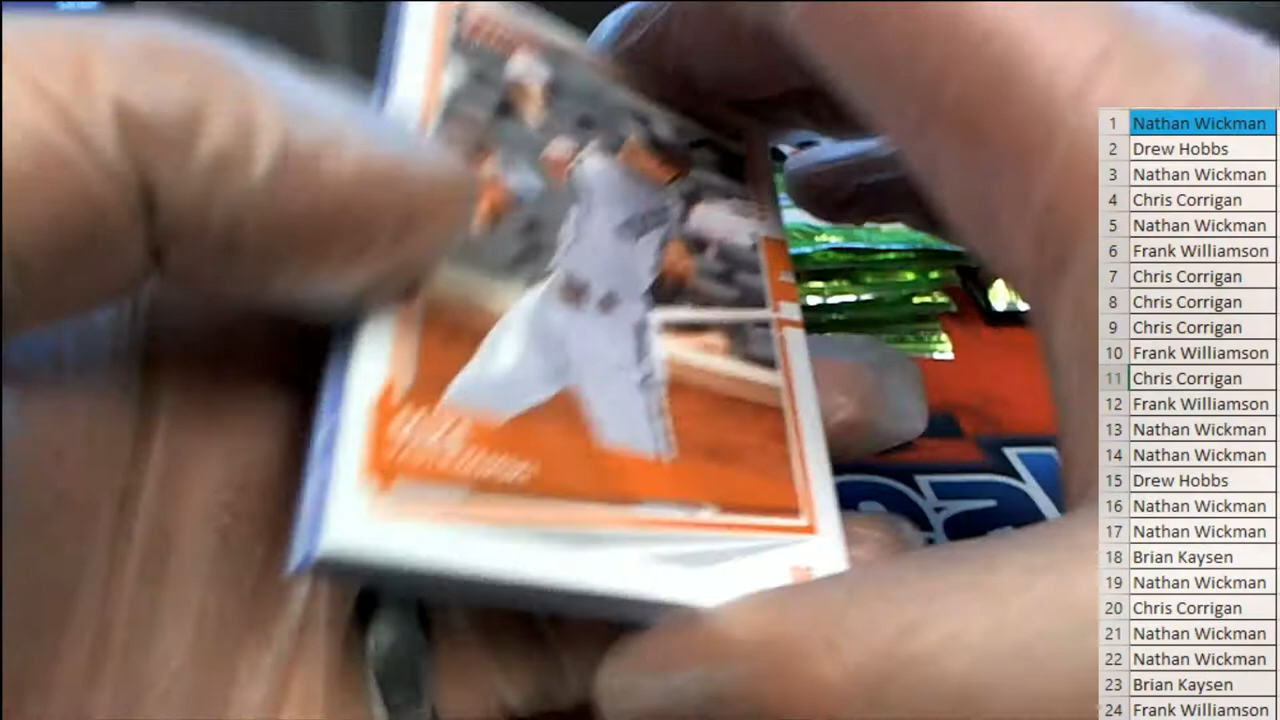 1 Nathan Wickman
2 Drew Hobbs
3 Nathan Wickman
4 Chris Corrigan
5 Nathan Wickman
6 Frank Williamson
7 Chris Corrigan
8 Chris Corrigan
9 Chris Corrigan
10 Frank Williamson
11 Chris Corrigan
12 Frank Williamson
13 Nathan Wickman
14 Nathan Wickman
15 Drew Hobbs
16 Nathan Wickman
17 Nathan Wickman
18 Brian Kaysen
19 Nathan Wickman
20 Chris Corrigan
21 Nathan Wickman
22 Nathan Wickman
23 Brian Kaysen
24 Frank Williamson